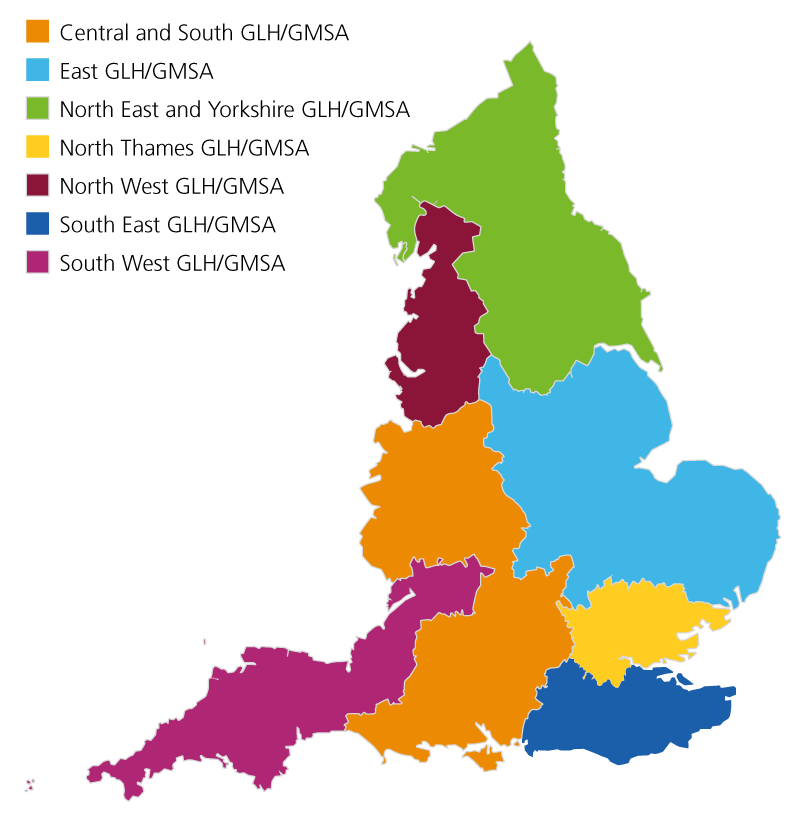 Central and South GLH/GMSA
East GLH/GMSA
North East and Yorkshire GLH/GMSA
North Thames GLH/GMSA
North West GLH/GMSA
South East GLH/GMSA
South West GLH/GMSA